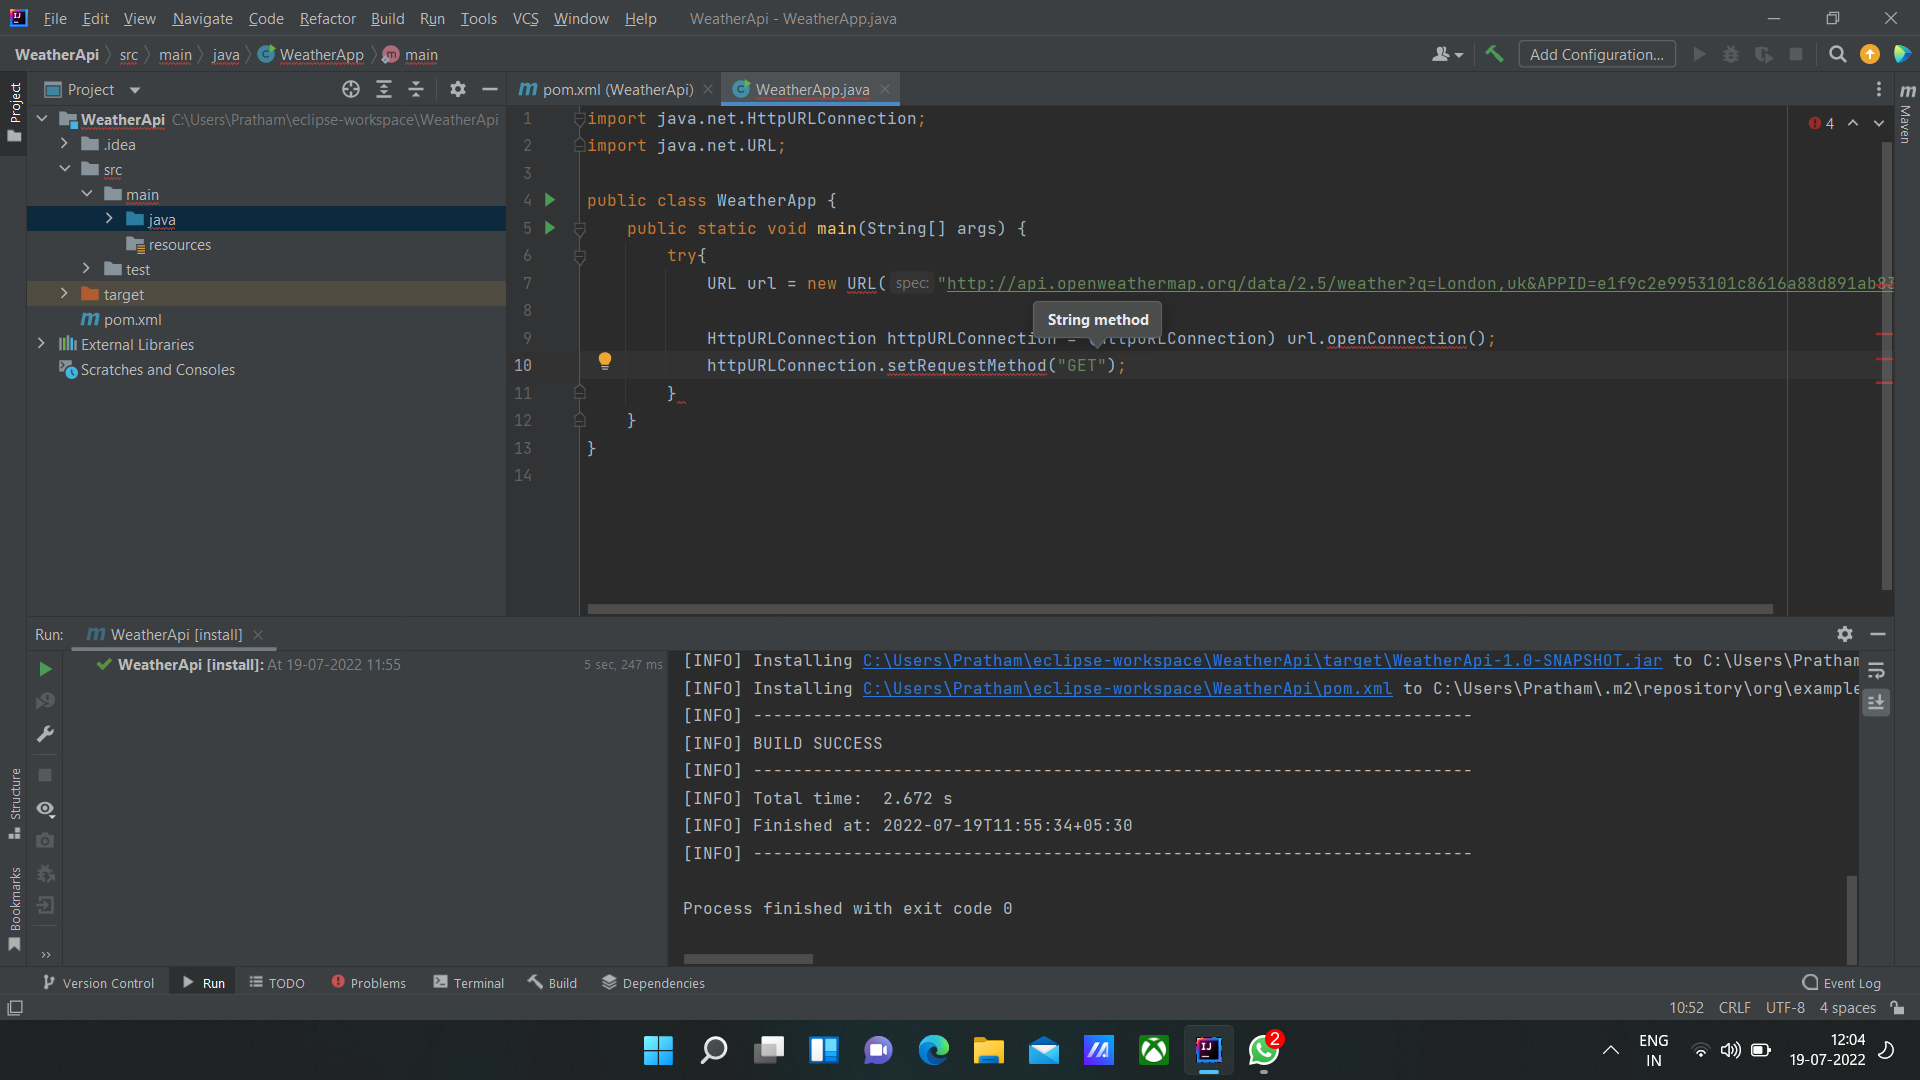 File Edit View Navigate Code Refactor Build Run Tools VCS Window Help WeatherApi - WeatherApp.java
WeatherApi src main java WeatherApp main Add Configuration...
Project
pom.xml (WeatherApi) WeatherApp.java
Project
Maven
WeatherApi C:\Users\Pratham\eclipse-workspace\WeatherApi
.idea
src
main
java
resources
test
target
pom.xml
External Libraries
Scratches and Consoles
4
1 import java.net.HttpURLConnection;
2 import java.net.URL;
3
4 public class WeatherApp {
5 public static void main(String[] args) {
6 try{
7 URL url = new URL( spec: "http://api.openweathermap.org/data/2.5/weather?q=London,uk&APPID=e1f9c2e9953101c8616a88d891ab83
8
String method
9 HttpURLConnection httpURLConnection = (HttpURLConnection) url.openConnection();
10 httpURLConnection.setRequestMethod("GET");
11 }
12 }
13 }
14
Run: WeatherApi [install]
WeatherApi [install]: At 19-07-2022 11:55 5 sec, 247 ms
[INFO] Installing C:\Users\Pratham\eclipse-workspace\WeatherApi\target\WeatherApi-1.0-SNAPSHOT.jar to C:\Users\Pratham
[INFO] Installing C:\Users\Pratham\eclipse-workspace\WeatherApi\pom.xml to C:\Users\Pratham\.m2\repository\org\example
[INFO] ------------------------------------------------------------------------
[INFO] BUILD SUCCESS
[INFO] ------------------------------------------------------------------------
[INFO] Total time:  2.672 s
[INFO] Finished at: 2022-07-19T11:55:34+05:30
[INFO] ------------------------------------------------------------------------
Process finished with exit code 0
Structure
Bookmarks
Version Control Run TODO Problems Terminal Build Dependencies Event Log
10:52 CRLF UTF-8 4 spaces
2
ENG
IN
12:04
19-07-2022